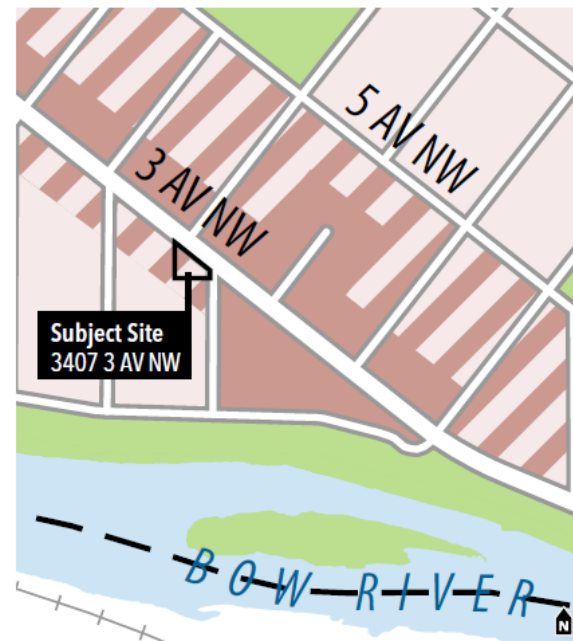 5 AV NW
3 AV NW
Subject Site
3407 3 AV NW
BOW RIVER
N